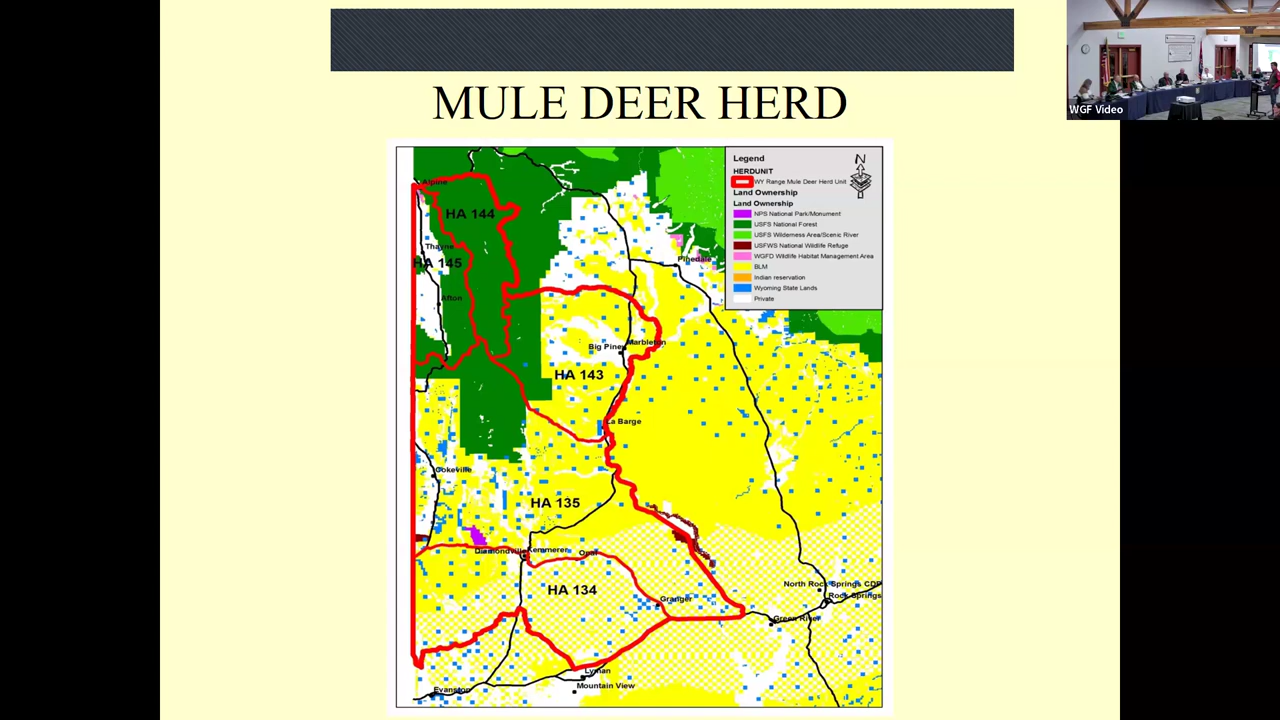 MULE DEER HERD
WGF Video
Legend
N
HERDUNIT
WY Range Mule Deer Herd Unit
Land Ownership
Land Ownership
NPS National Park/Monument
USFS National Forest
USFS Wilderness Area/Scenic River
USFWS National Wildlife Refuge
WGFD Wildlife Habitat Management Area
BLM
Indian reservation
Wyoming State Lands
Private
Alpine
HA 144
Thayne
HA 145
Pinedale
Afton
Big Piney
Marbleton
HA 143
La Barge
Cokeville
HA 135
Diamondville
Kemmerer
Opal
HA 134
Granger
North Rock Springs CDP
Rock Springs
Green River
Lyman
Mountain View
Evanston